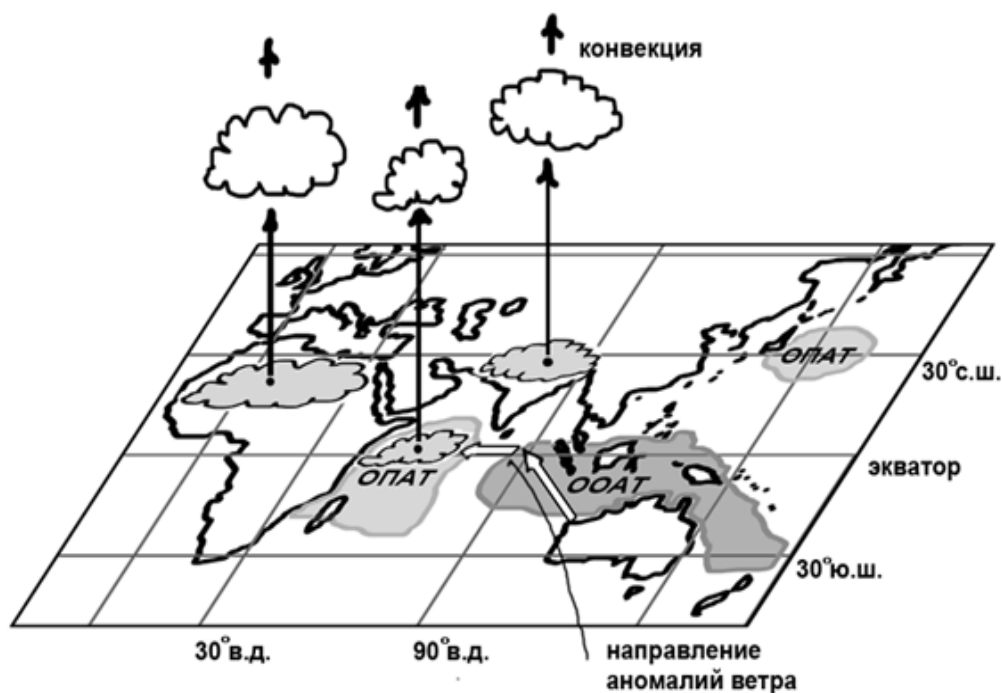 конвекция
ОПАТ
30°с.ш.
экватор
ОПАТ
ООАТ
30°ю.ш.
30°в.д.
90°в.д.
направление
аномалий ветра